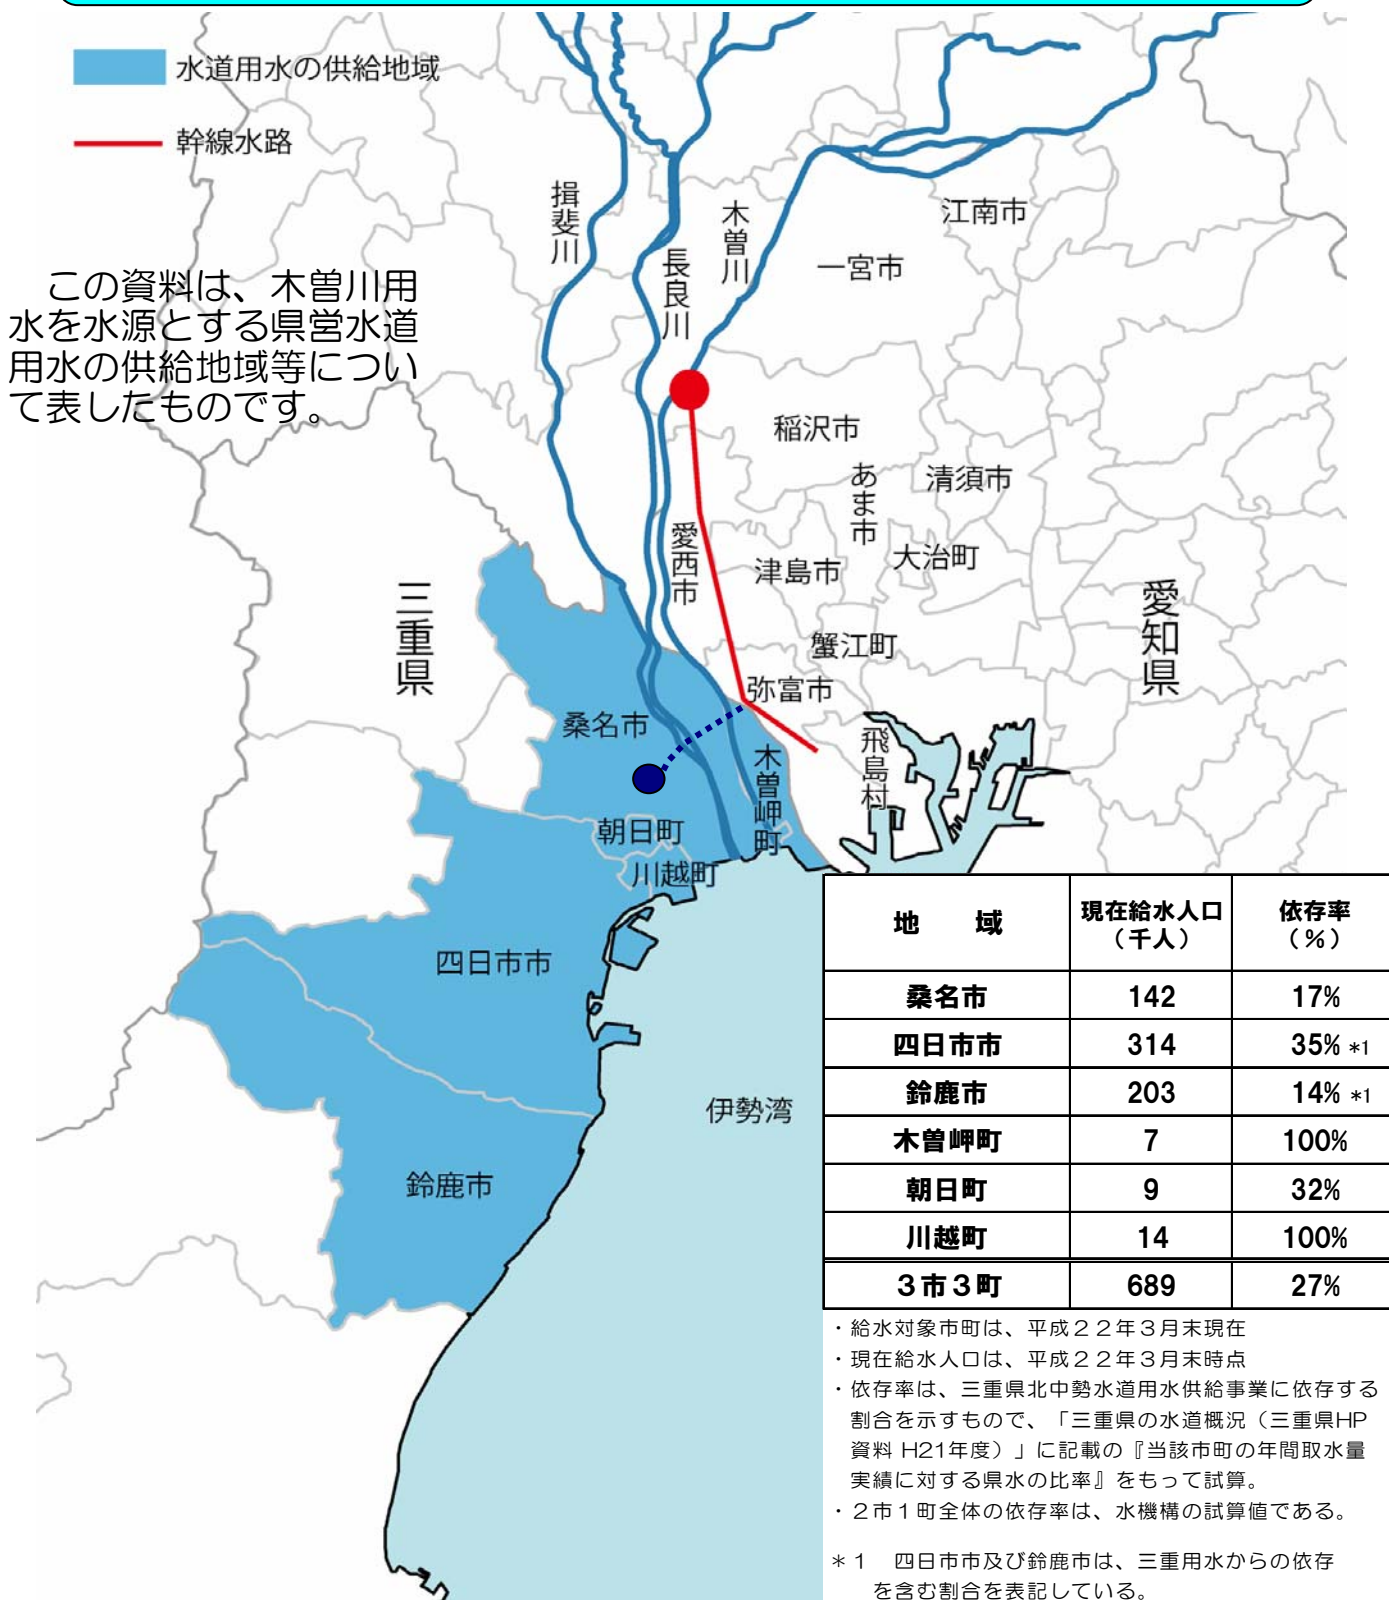 水道用水の供給地域
幹線水路
この資料は、木曽川用
水を水源とする県営水道
用水の供給地域等につい
て表したものです。
揖斐川
長良川
木曽川
江南市
一宮市
稲沢市
あま市
清須市
愛西市
津島市
大治町
三重県
愛知県
蟹江町
弥富市
桑名市
木曽岬町
飛島村
朝日町
川越町
四日市市
伊勢湾
鈴鹿市
地 域 現在給水人口（千人） 依存率（％）
桑名市 142 17%
四日市市 314 35% *1
鈴鹿市 203 14% *1
木曽岬町 7 100%
朝日町 9 32%
川越町 14 100%
３市３町 689 27%
・給水対象市町は、平成２２年３月末現在
・現在給水人口は、平成２２年３月末時点
・依存率は、三重県北中勢水道用水供給事業に依存する
割合を示すもので、「三重県の水道概況（三重県HP
資料 H21年度）」に記載の『当該市町の年間取水量
実績に対する県水の比率』をもって試算。
・２市１町全体の依存率は、水機構の試算値である。
＊１　四日市市及び鈴鹿市は、三重用水からの依存
を含む割合を表記している。